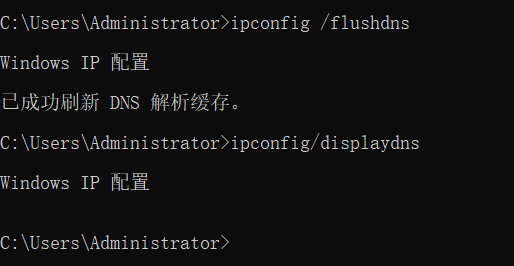 C:\Users\Administrator>ipconfig /flushdns
Windows IP 配置
已成功刷新 DNS 解析缓存。
C:\Users\Administrator>ipconfig/displaydns
Windows IP 配置
C:\Users\Administrator>